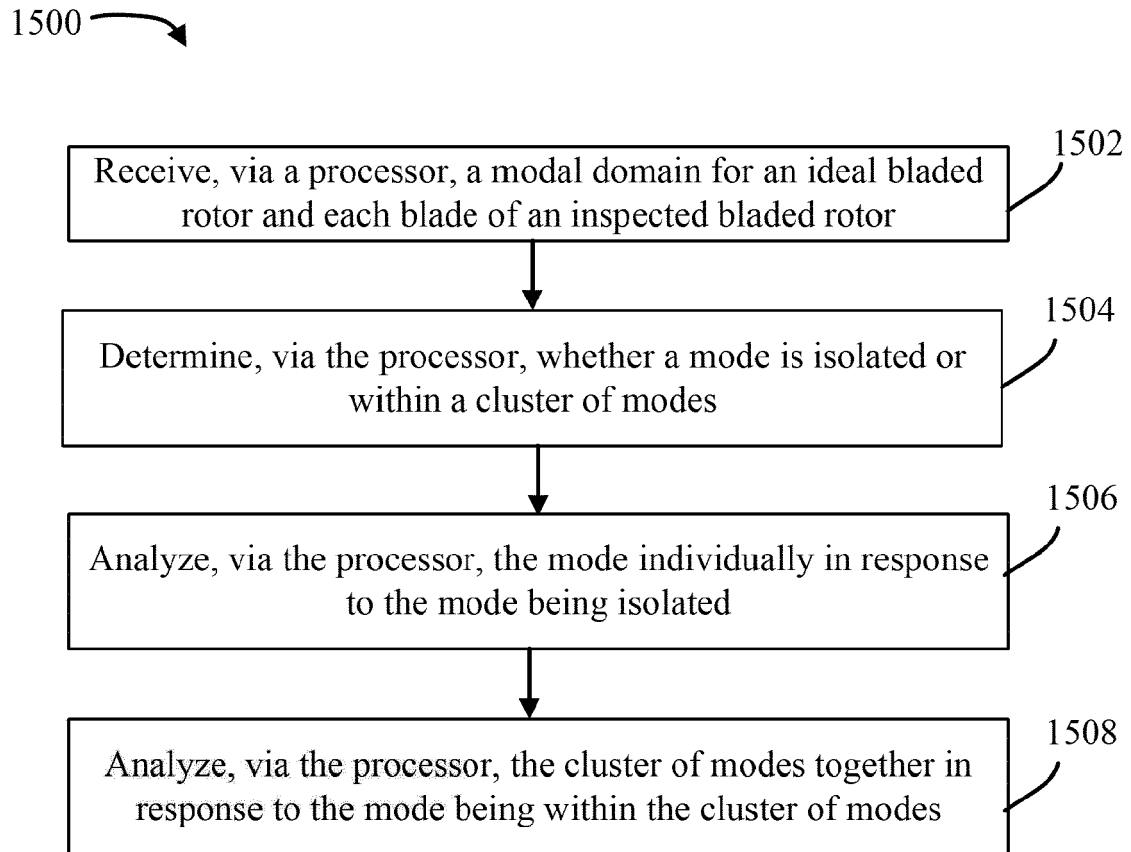 1500
1502
Receive, via a processor, a modal domain for an ideal bladed
rotor and each blade of an inspected bladed rotor
1504
Determine, via the processor, whether a mode is isolated or
within a cluster of modes
1506
Analyze, via the processor, the mode individually in response
to the mode being isolated
1508
Analyze, via the processor, the cluster of modes together in
response to the mode being within the cluster of modes